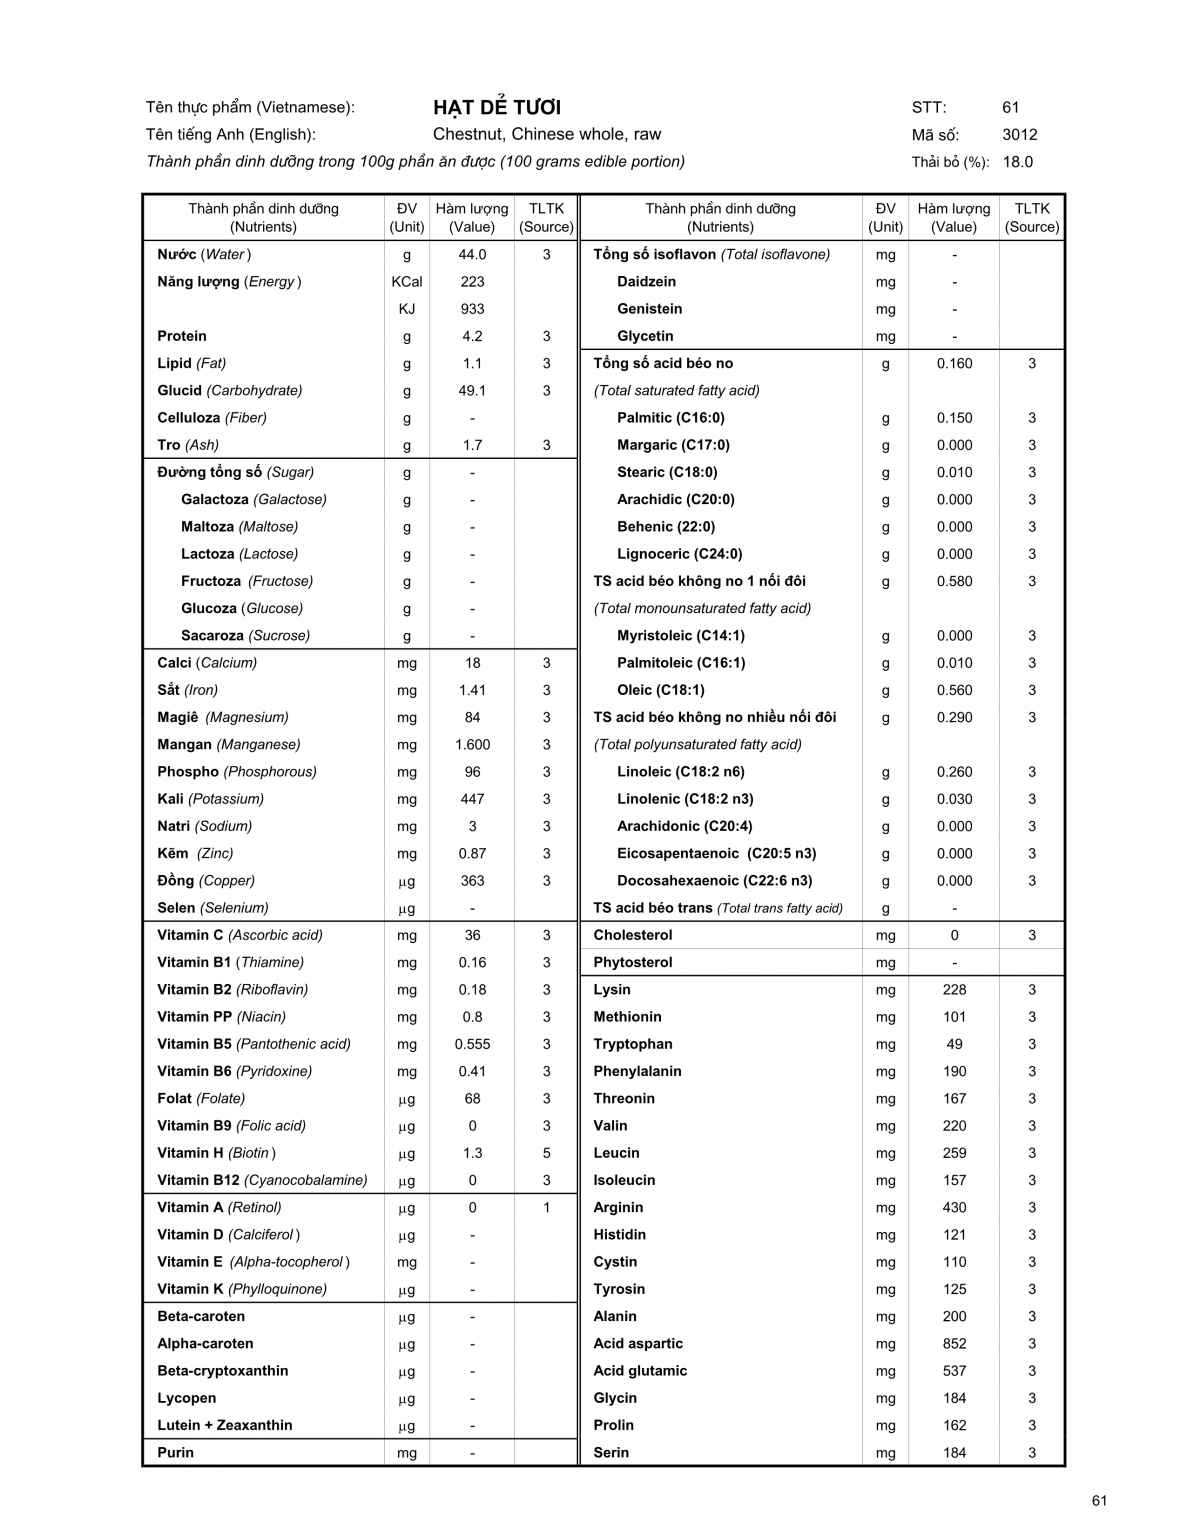 Tên thực phẩm (Vietnamese): HẠT DẺ TƯƠI STT: 61
Tên tiếng Anh (English): Chestnut, Chinese whole, raw Mã số: 3012
Thành phần dinh dưỡng trong 100g phần ăn được (100 grams edible portion) Thải bỏ (%): 18.0
Thành phần dinh dưỡng ĐV Hàm lượng TLTK
(Nutrients) (Unit) (Value) (Source)
Nước (Water) g 44.0 3
Năng lượng (Energy) KCal 223
KJ 933
Protein g 4.2 3
Lipid (Fat) g 1.1 3
Glucid (Carbohydrate) g 49.1 3
Celluloza (Fiber) g -
Tro (Ash) g 1.7 3
Đường tổng số (Sugar) g -
Galactoza (Galactose) g -
Maltoza (Maltose) g -
Lactoza (Lactose) g -
Fructoza (Fructose) g -
Glucoza (Glucose) g -
Sacaroza (Sucrose) g -
Calci (Calcium) mg 18 3
Sắt (Iron) mg 1.41 3
Magiê (Magnesium) mg 84 3
Mangan (Manganese) mg 1.600 3
Phospho (Phosphorous) mg 96 3
Kali (Potassium) mg 447 3
Natri (Sodium) mg 3 3
Kẽm (Zinc) mg 0.87 3
Đồng (Copper) μg 363 3
Selen (Selenium) μg -
Vitamin C (Ascorbic acid) mg 36 3
Vitamin B1 (Thiamine) mg 0.16 3
Vitamin B2 (Riboflavin) mg 0.18 3
Vitamin PP (Niacin) mg 0.8 3
Vitamin B5 (Pantothenic acid) mg 0.555 3
Vitamin B6 (Pyridoxine) mg 0.41 3
Folat (Folate) μg 68 3
Vitamin B9 (Folic acid) μg 0 3
Vitamin H (Biotin) μg 1.3 5
Vitamin B12 (Cyanocobalamine) μg 0 3
Vitamin A (Retinol) μg 0 1
Vitamin D (Calciferol) μg -
Vitamin E (Alpha-tocopherol) mg -
Vitamin K (Phylloquinone) μg -
Beta-caroten μg -
Alpha-caroten μg -
Beta-cryptoxanthin μg -
Lycopen μg -
Lutein + Zeaxanthin μg -
Purin mg -
Thành phần dinh dưỡng ĐV Hàm lượng TLTK
(Nutrients) (Unit) (Value) (Source)
Tổng số isoflavon (Total isoflavone) mg -
Daidzein mg -
Genistein mg -
Glycetin mg -
Tổng số acid béo no g 0.160 3
(Total saturated fatty acid)
Palmitic (C16:0) g 0.150 3
Margaric (C17:0) g 0.000 3
Stearic (C18:0) g 0.010 3
Arachidic (C20:0) g 0.000 3
Behenic (22:0) g 0.000 3
Lignoceric (C24:0) g 0.000 3
TS acid béo không no 1 nối đôi g 0.580 3
(Total monounsaturated fatty acid)
Myristoleic (C14:1) g 0.000 3
Palmitoleic (C16:1) g 0.010 3
Oleic (C18:1) g 0.560 3
TS acid béo không no nhiều nối đôi g 0.290 3
(Total polyunsaturated fatty acid)
Linoleic (C18:2 n6) g 0.260 3
Linolenic (C18:2 n3) g 0.030 3
Arachidonic (C20:4) g 0.000 3
Eicosapentaenoic (C20:5 n3) g 0.000 3
Docosahexaenoic (C22:6 n3) g 0.000 3
TS acid béo trans (Total trans fatty acid) g -
Cholesterol mg 0 3
Phytosterol mg -
Lysin mg 228 3
Methionin mg 101 3
Tryptophan mg 49 3
Phenylalanin mg 190 3
Threonin mg 167 3
Valin mg 220 3
Leucin mg 259 3
Isoleucin mg 157 3
Arginin mg 430 3
Histidin mg 121 3
Cystin mg 110 3
Tyrosin mg 125 3
Alanin mg 200 3
Acid aspartic mg 852 3
Acid glutamic mg 537 3
Glycin mg 184 3
Prolin mg 162 3
Serin mg 184 3
61